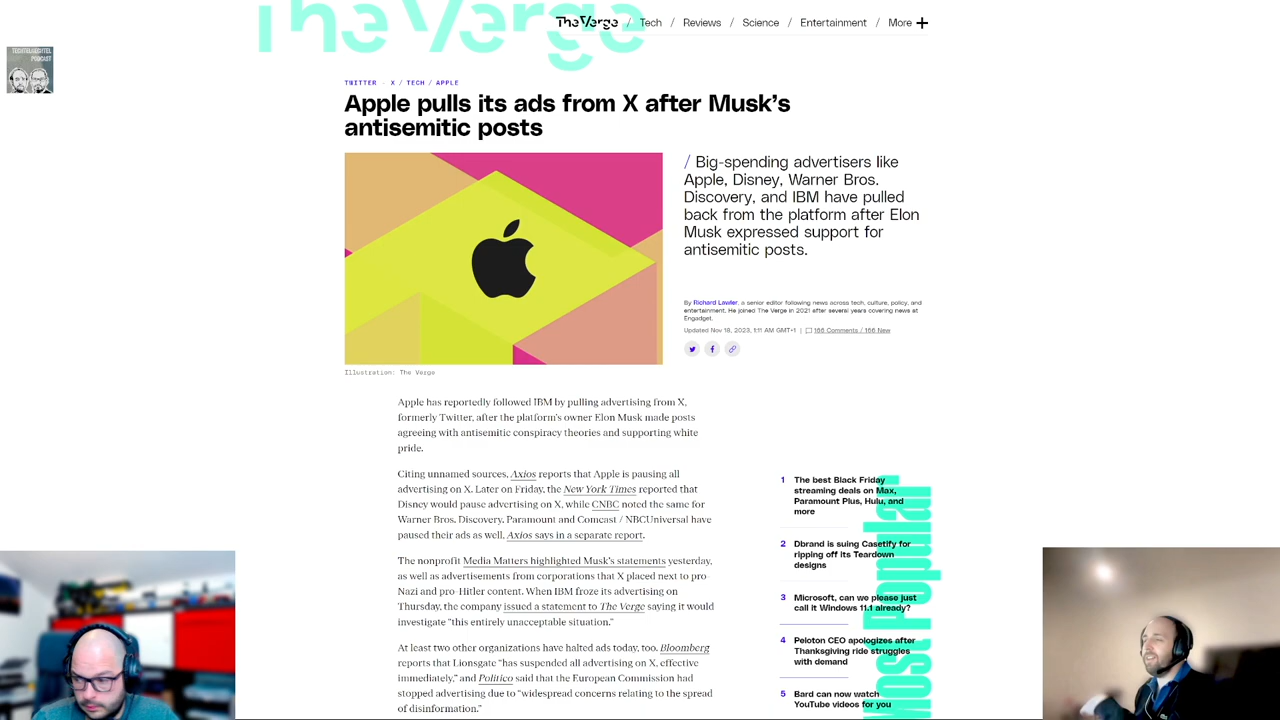 The Verge
The Verge / Tech / Reviews / Science / Entertainment / More +
TECHTELMECHTEL
PODCAST
TWITTER - X / TECH / APPLE
Apple pulls its ads from X after Musk’s
antisemitic posts
/ Big-spending advertisers like
Apple, Disney, Warner Bros.
Discovery, and IBM have pulled
back from the platform after Elon
Musk expressed support for
antisemitic posts.
By Richard Lawler, a senior editor following news across tech, culture, policy, and
entertainment. He joined The Verge in 2021 after several years covering news at
Engadget.
Updated Nov 18, 2023, 1:11 AM GMT+1 | 166 Comments / 166 New
Illustration: The Verge
Apple has reportedly followed IBM by pulling advertising from X,
formerly Twitter, after the platform’s owner Elon Musk made posts
agreeing with antisemitic conspiracy theories and supporting white
pride.
Citing unnamed sources, Axios reports that Apple is pausing all
advertising on X. Later on Friday, the New York Times reported that
Disney would pause advertising on X, while CNBC noted the same for
Warner Bros. Discovery. Paramount and Comcast / NBCUniversal have
paused their ads as well, Axios says in a separate report.
The nonprofit Media Matters highlighted Musk’s statements yesterday,
as well as advertisements from corporations that X placed next to pro-
Nazi and pro-Hitler content. When IBM froze its advertising on
Thursday, the company issued a statement to The Verge saying it would
investigate “this entirely unacceptable situation.”
At least two other organizations have halted ads today, too. Bloomberg
reports that Lionsgate “has suspended all advertising on X, effective
immediately,” and Politico said that the European Commission had
stopped advertising due to “widespread concerns relating to the spread
of disinformation.”
Most Popular
1 The best Black Friday
streaming deals on Max,
Paramount Plus, Hulu, and
more
2 Dbrand is suing Casetify for
ripping off its Teardown
designs
3 Microsoft, can we please just
call it Windows 11.1 already?
4 Peloton CEO apologizes after
Thanksgiving ride struggles
with demand
5 Bard can now watch
YouTube videos for you